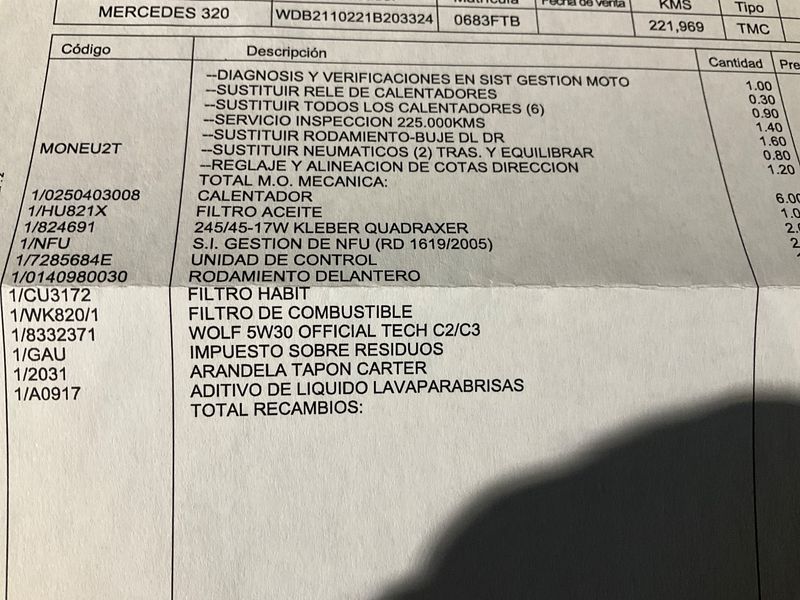 Matrícula Fecha de venta KMS Tipo
MERCEDES 320 WDB2110221B203324 0683FTB 221,969 TMC
Código Descripción Cantidad Pre
--DIAGNOSIS Y VERIFICACIONES EN SIST GESTION MOTO 1.00
--SUSTITUIR RELE DE CALENTADORES 0.30
--SUSTITUIR TODOS LOS CALENTADORES (6) 0.90
--SERVICIO INSPECCION 225.000KMS 1.40
--SUSTITUIR RODAMIENTO-BUJE DL DR 1.60
MONEU2T --SUSTITUIR NEUMATICOS (2) TRAS. Y EQUILIBRAR 0.80
--REGLAJE Y ALINEACION DE COTAS DIRECCION 1.20
TOTAL M.O. MECANICA:
1/0250403008 CALENTADOR 6.00
1/HU821X FILTRO ACEITE 1.0
1/824691 245/45-17W KLEBER QUADRAXER 2.
1/NFU S.I. GESTION DE NFU (RD 1619/2005) 2.
1/7285684E UNIDAD DE CONTROL
1/0140980030 RODAMIENTO DELANTERO
1/CU3172 FILTRO HABIT
1/WK820/1 FILTRO DE COMBUSTIBLE
1/8332371 WOLF 5W30 OFFICIAL TECH C2/C3
1/GAU IMPUESTO SOBRE RESIDUOS
1/2031 ARANDELA TAPON CARTER
1/A0917 ADITIVO DE LIQUIDO LAVAPARABRISAS
TOTAL RECAMBIOS: